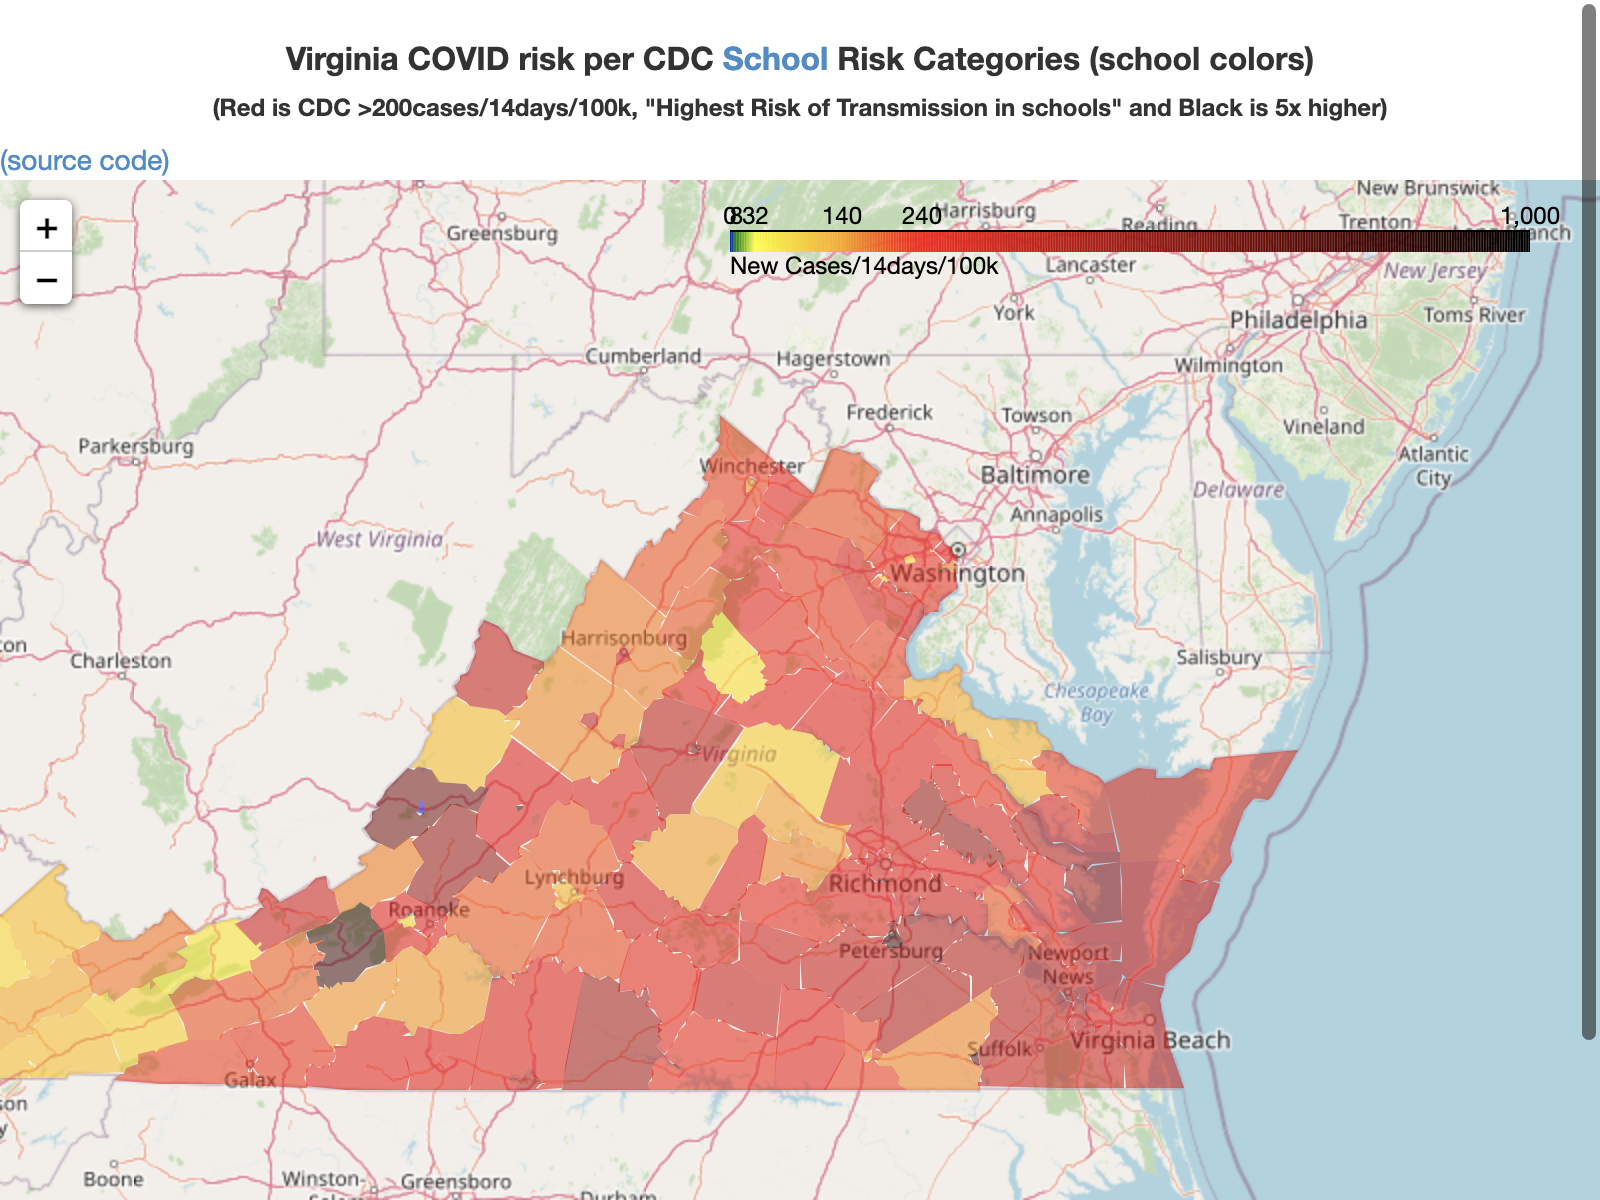 Virginia COVID risk per CDC School Risk Categories (school colors)
(Red is CDC >200cases/14days/100k, "Highest Risk of Transmission in schools" and Black is 5x higher)
(source code)
+
−
New Brunswick
0 8 32 140 240 1,000
Harrisburg
Reading
Trenton
Greensburg
New Cases/14days/100k
Lancaster
New Jersey
York
Philadelphia
Toms River
Cumberland
Hagerstown
Wilmington
Frederick
Towson
Vineland
Parkersburg
Winchester
Baltimore
Atlantic
City
Delaware
Annapolis
West Virginia
Washington
Harrisonburg
Charleston
Salisbury
Chesapeake
Bay
Virginia
Lynchburg
Richmond
Roanoke
Petersburg
Newport
News
Virginia Beach
Suffolk
Galax
Boone
Winston-
Greensboro
Durham